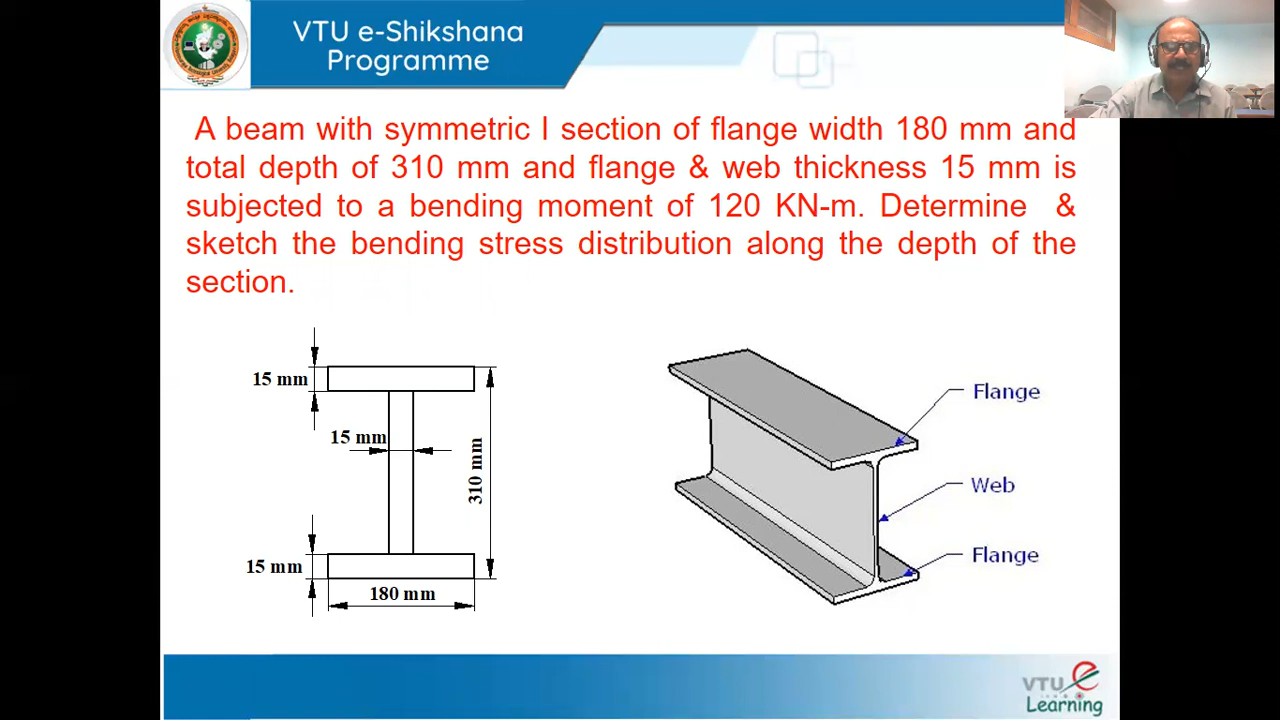 VTU e-Shikshana
Programme
A beam with symmetric I section of flange width 180 mm and
total depth of 310 mm and flange & web thickness 15 mm is
subjected to a bending moment of 120 KN-m. Determine &
sketch the bending stress distribution along the depth of the
section.
15 mm
15 mm
310 mm
15 mm
180 mm
Flange
Web
Flange
VTU e
Learning